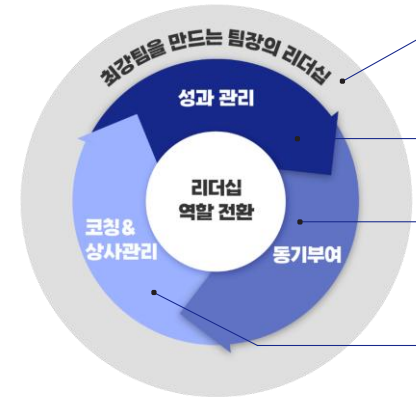 최강팀을 만드는 팀장의 리더십
성과 관리
리더십
역할 전환
코칭&
상사관리
동기부여